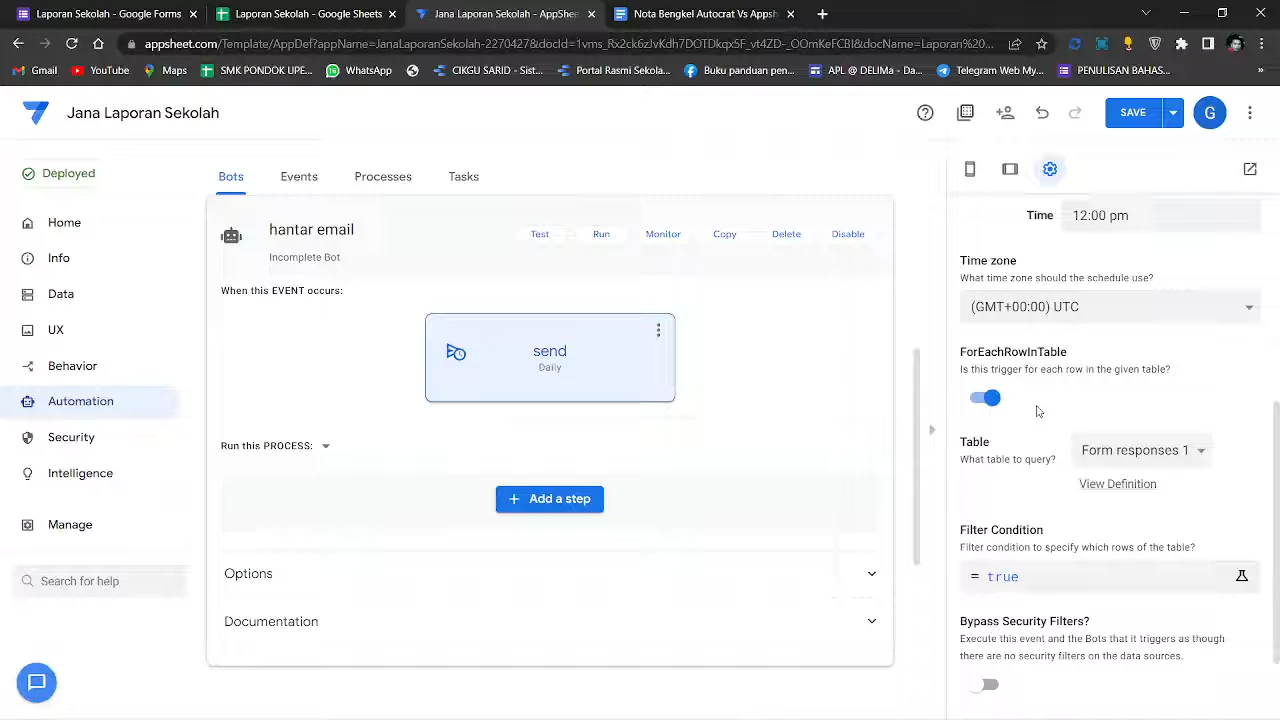 Laporan Sekolah - Google Forms
Laporan Sekolah - Google Sheets
Jana Laporan Sekolah - AppShee
Nota Bengkel Autocrat Vs Appsh
appsheet.com/Template/AppDef?appName=JanaLaporanSekolah-2270427&docId=1vms_Rx2ck6zJvKdh7DOTDkqxSF_vt4ZD-_OOmKeFCBI&docName=Laporan%20...
Gmail
YouTube
Maps
SMK PONDOK UPE...
WhatsApp
CIKGU SARID - Sist...
Portal Rasmi Sekola...
Buku panduan pen...
APL @ DELIMa - Da...
Telegram Web My...
PENULISAN BAHAS...
Jana Laporan Sekolah
SAVE
G
Deployed
Home
Info
Data
UX
Behavior
Automation
Security
Intelligence
Manage
Search for help
Bots
Events
Processes
Tasks
hantar email
Incomplete Bot
Test
Run
Monitor
Copy
Delete
Disable
When this EVENT occurs:
send
Daily
Run this PROCESS:
+ Add a step
Options
Documentation
Time
12:00 pm
Time zone
What time zone should the schedule use?
(GMT+00:00) UTC
ForEachRowInTable
Is this trigger for each row in the given table?
Table
What table to query?
Form responses 1
View Definition
Filter Condition
Filter condition to specify which rows of the table?
= true
Bypass Security Filters?
Execute this event and the Bots that it triggers as though
there are no security filters on the data sources.